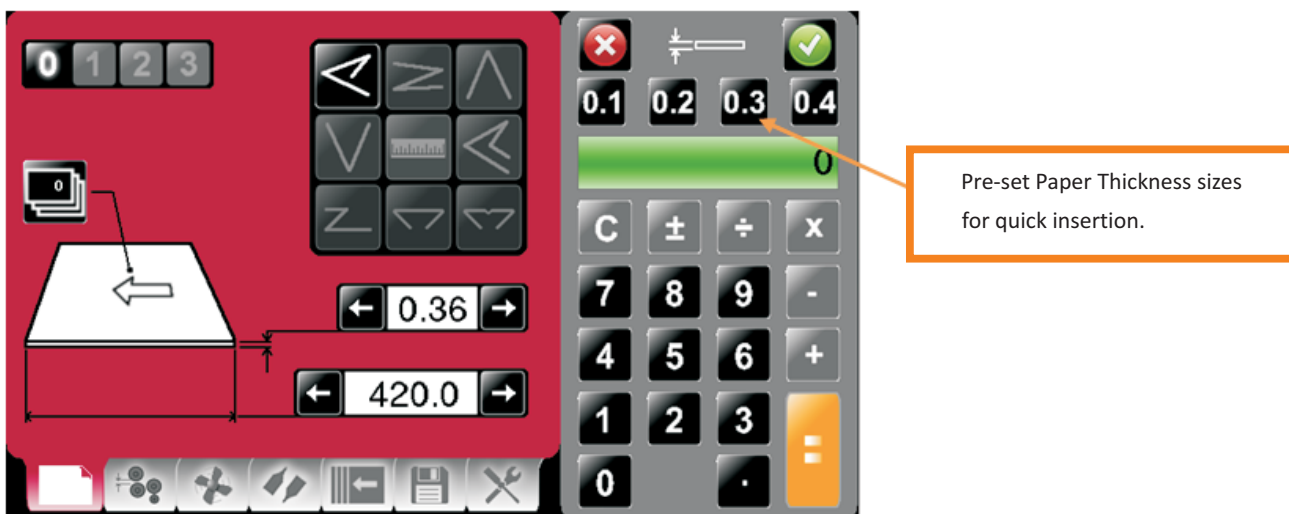 0 1 2 3
0
0.36
420.0
0.1 0.2 0.3 0.4
0
C ± ÷ x
7 8 9 -
4 5 6 +
1 2 3 =
0 .
Pre-set Paper Thickness sizes
for quick insertion.